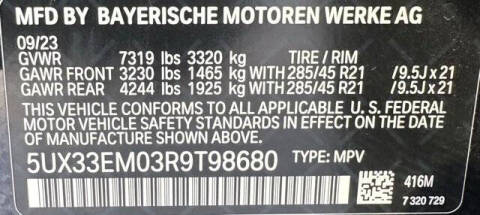 MFD BY BAYERISCHE MOTOREN WERKE AG
09/23
GVWR 7319 lbs 3320 kg TIRE / RIM
GAWR FRONT 3230 lbs 1465 kg WITH 285/45 R21 /9.5J x 21
GAWR REAR 4244 lbs 1925 kg WITH 285/45 R21 /9.5J x 21
THIS VEHICLE CONFORMS TO ALL APPLICABLE U. S. FEDERAL
MOTOR VEHICLE SAFETY STANDARDS IN EFFECT ON THE DATE
OF MANUFACTURE SHOWN ABOVE.
5UX33EM03R9T98680 TYPE: MPV
416M
7 320 729